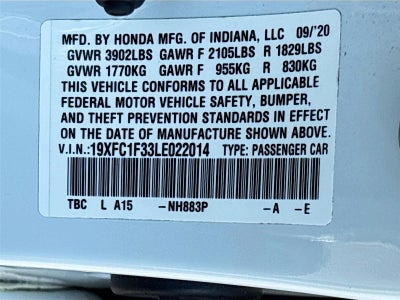 MFD. BY HONDA MFG. OF INDIANA, LLC 09/'20
GVWR 3902LBS GAWR F 2105LBS R 1829LBS
GVWR 1770KG GAWR F 955KG R 830KG
THIS VEHICLE CONFORMS TO ALL APPLICABLE
FEDERAL MOTOR VEHICLE SAFETY, BUMPER,
AND THEFT PREVENTION STANDARDS IN EFFECT
ON THE DATE OF MANUFACTURE SHOWN ABOVE.
V.I.N.: 19XFC1F33LE022014 TYPE: PASSENGER CAR
TBC L A15 -NH883P -A -E